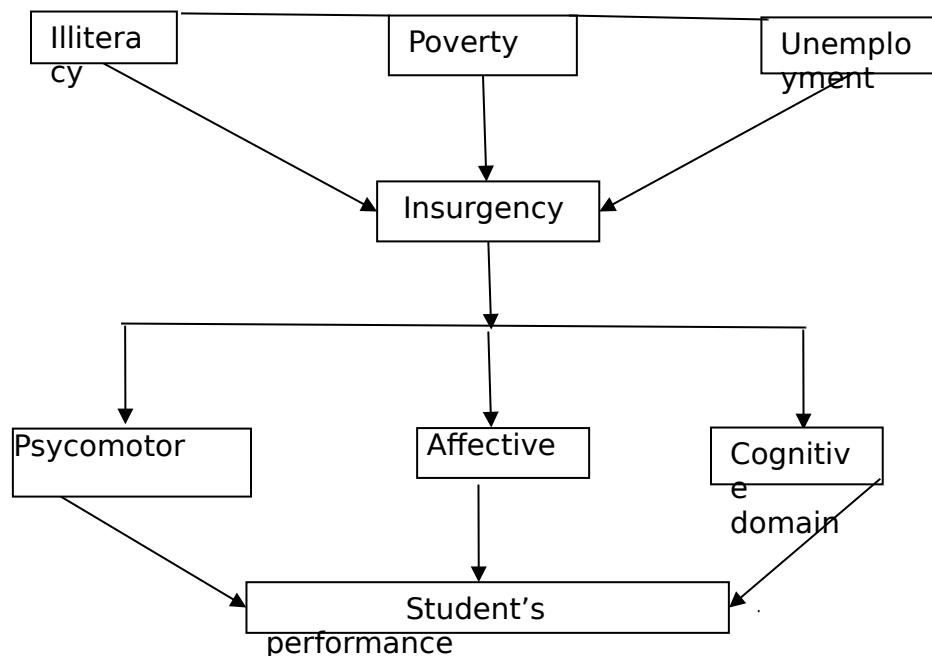 Illitera
cy
Poverty
Unemplo
yment
Insurgency
Psycomotor
Affective
Cognitiv
e
domain
Student’s
performance